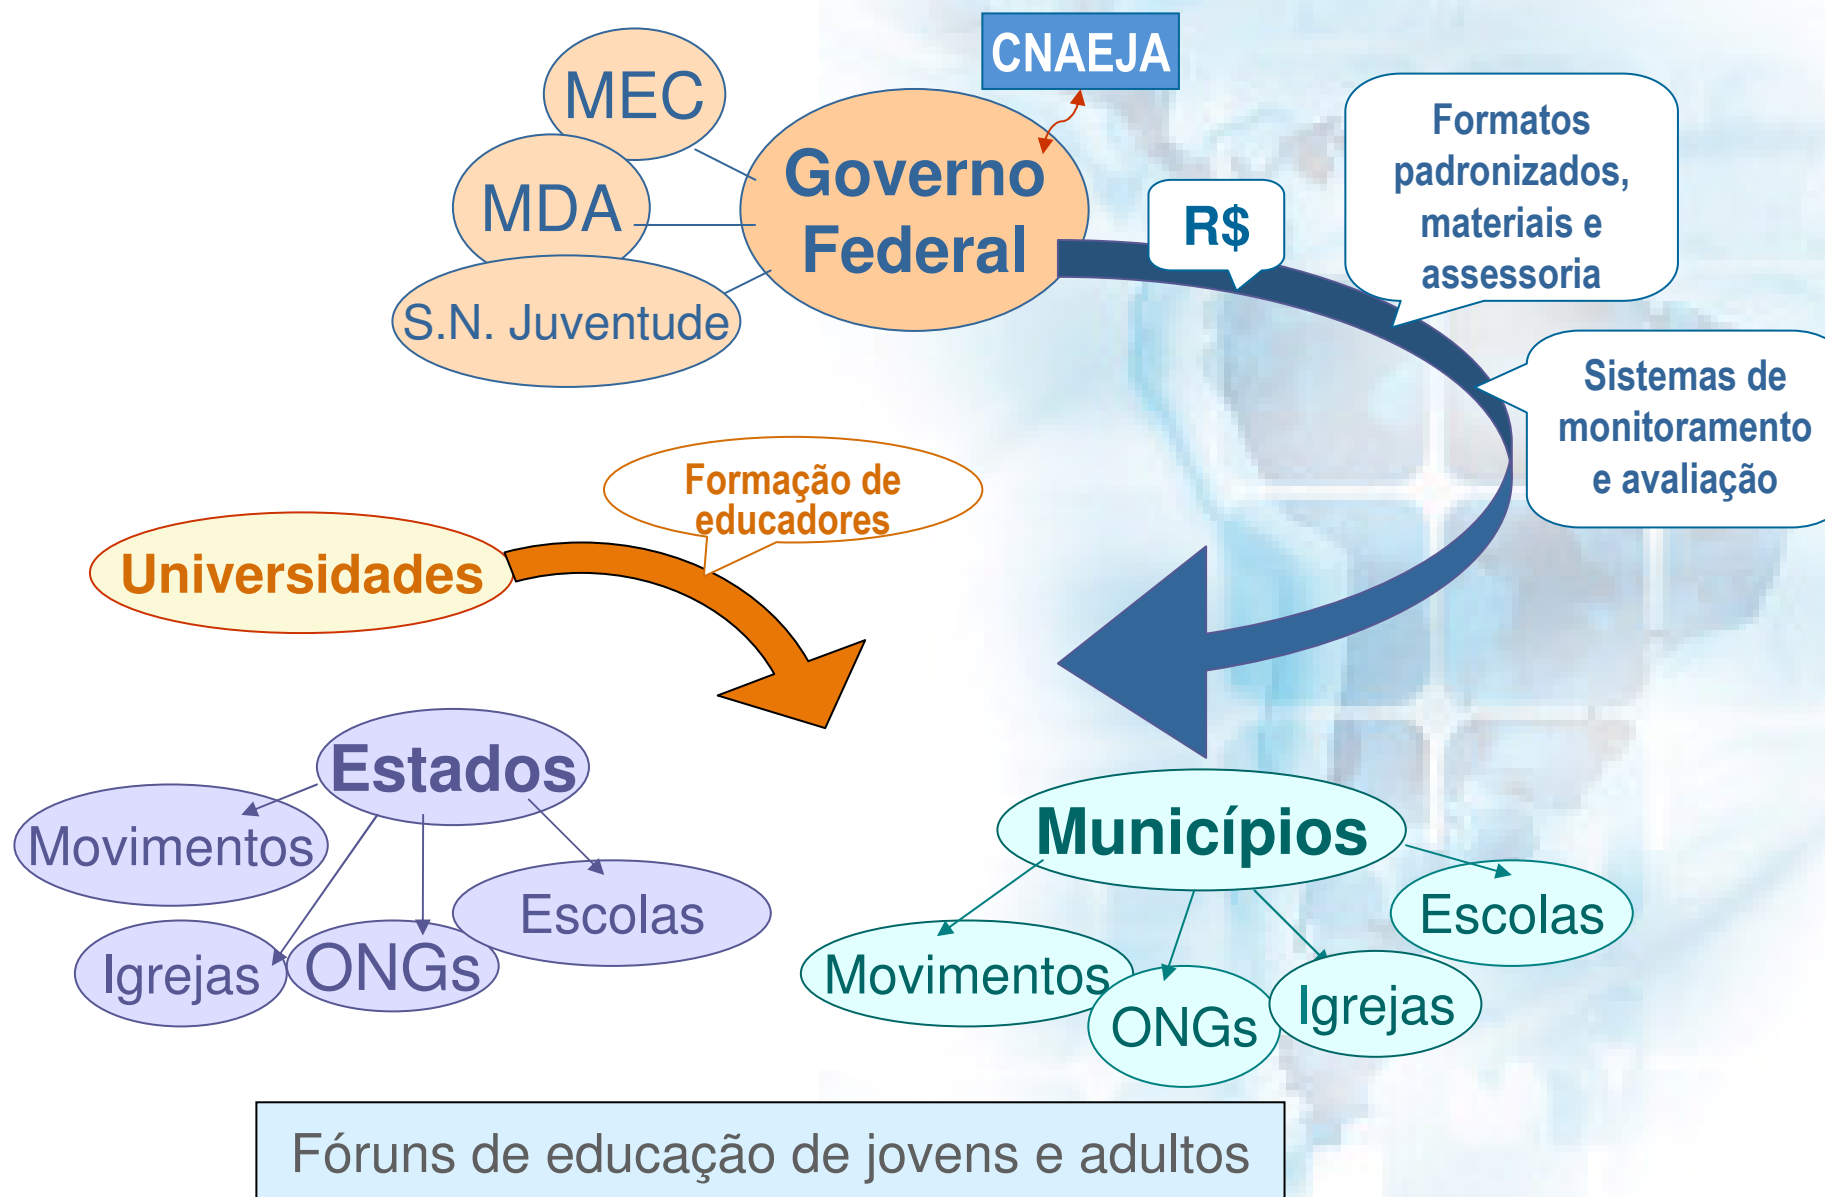 CNAEJA
MEC
MDA
S.N. Juventude
Governo
Federal
R$
Formatos
padronizados,
materiais e
assessoria
Sistemas de
monitoramento
e avaliação
Formação de
educadores
Universidades
Estados
Movimentos
Igrejas
ONGs
Escolas
Municípios
Movimentos
ONGs
Igrejas
Escolas
Fóruns de educação de jovens e adultos